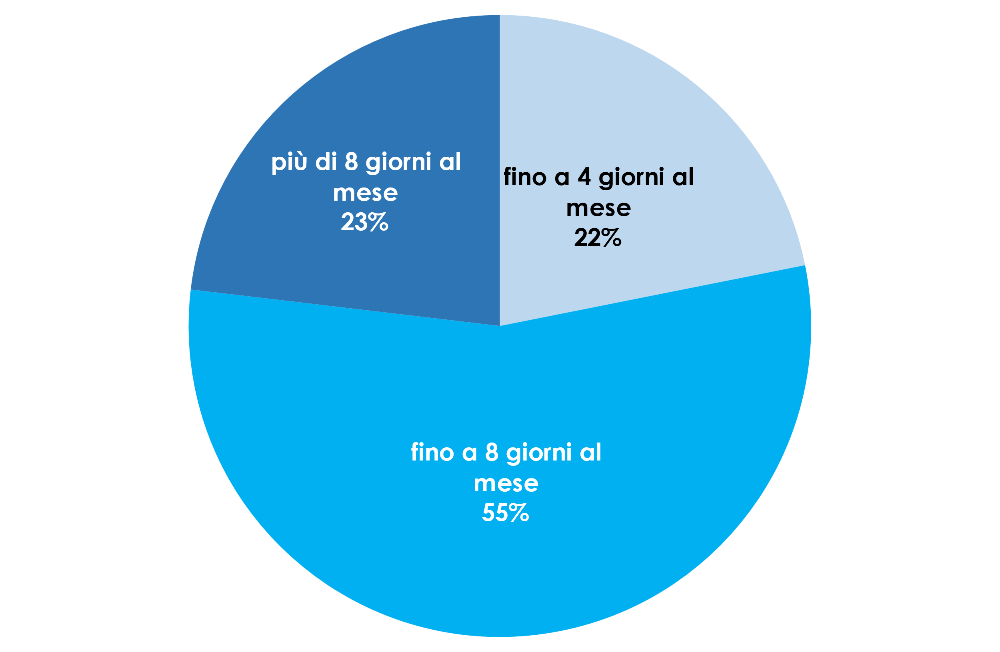 più di 8 giorni al
mese
23%
fino a 4 giorni al
mese
22%
fino a 8 giorni al
mese
55%